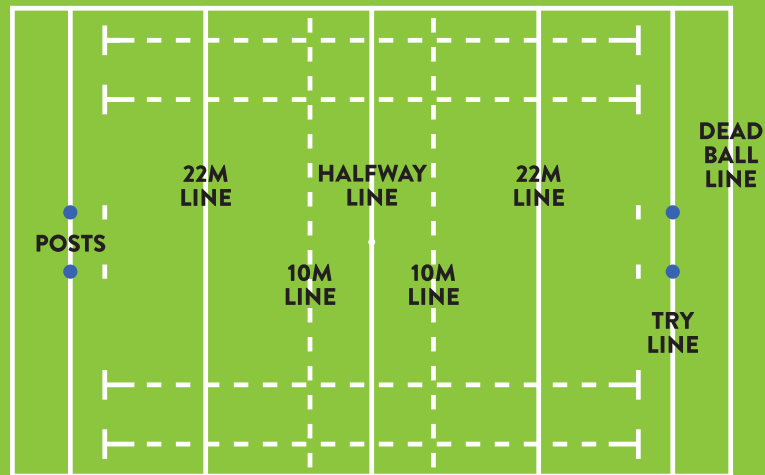 DEAD
BALL
LINE
22M
LINE
HALFWAY
LINE
22M
LINE
POSTS
10M
LINE
10M
LINE
TRY
LINE